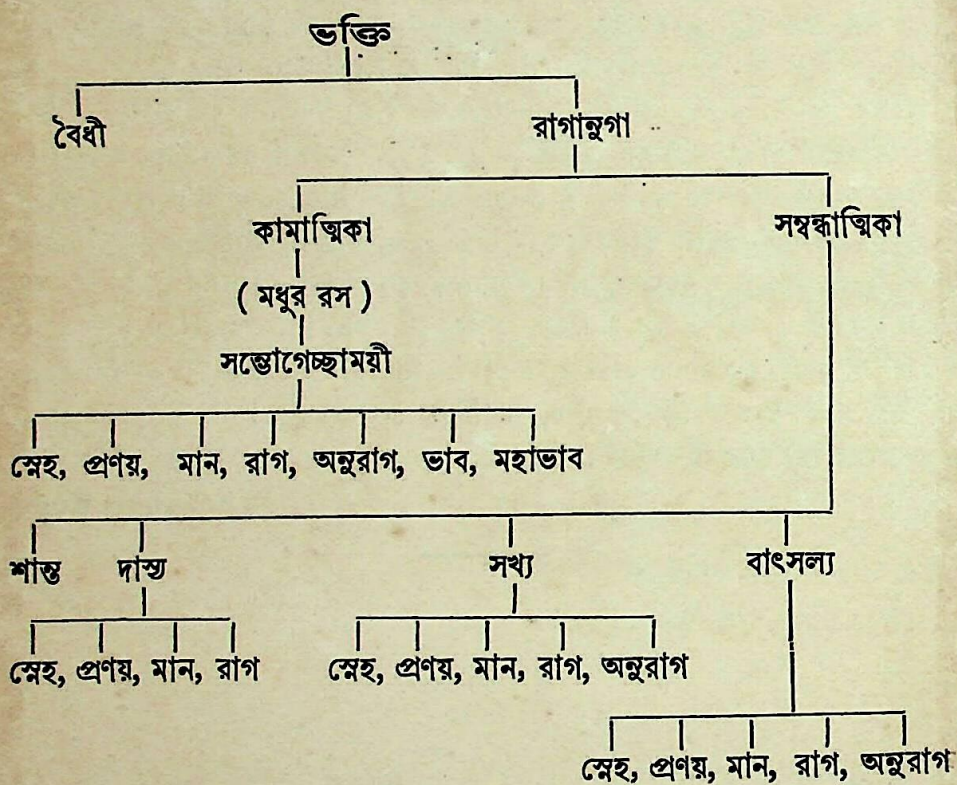 ভক্তি
বৈধী রাগানুগা
কামাত্মিকা সম্বন্ধাত্মিকা
( মধুর রস )
সম্ভোগেচ্ছাময়ী
স্নেহ, প্রণয়, মান, রাগ, অনুরাগ, ভাব, মহাভাব
শান্ত দাস্য সখ্য বাৎসল্য
স্নেহ, প্রণয়, মান, রাগ স্নেহ, প্রণয়, মান, রাগ, অনুরাগ
স্নেহ, প্রণয়, মান, রাগ, অনুরাগ